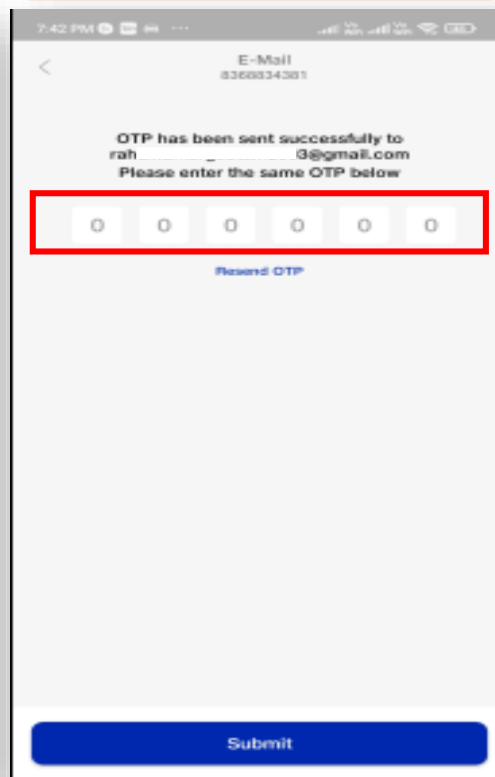 7:42 PM
E-Mail
8368834381
OTP has been sent successfully to
rah 3@gmail.com
Please enter the same OTP below
0 0 0 0 0 0
Resend OTP
Submit